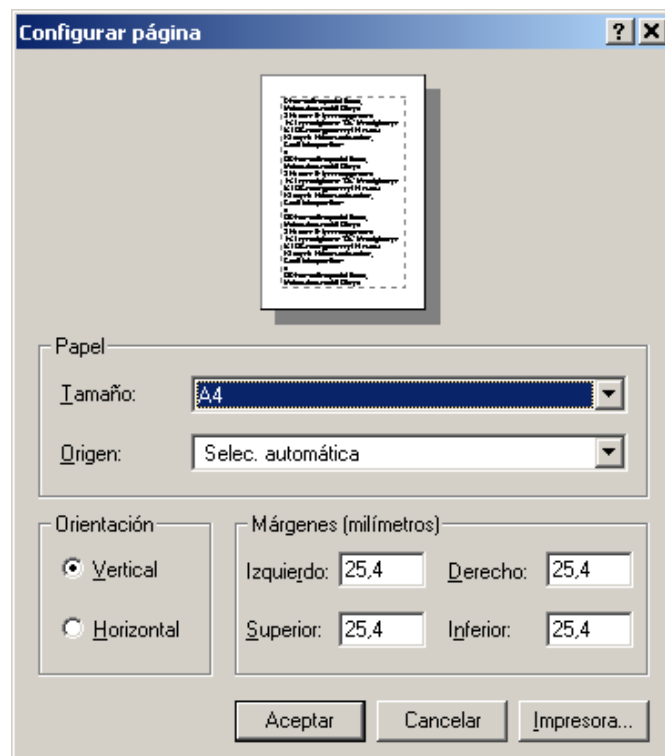 Configurar página
Papel
Tamaño: A4
Origen: Selec. automática
Orientación
Vertical
Horizontal
Márgenes (milímetros)
Izquierdo: 25,4 Derecho: 25,4
Superior: 25,4 Inferior: 25,4
Aceptar Cancelar Impresora...